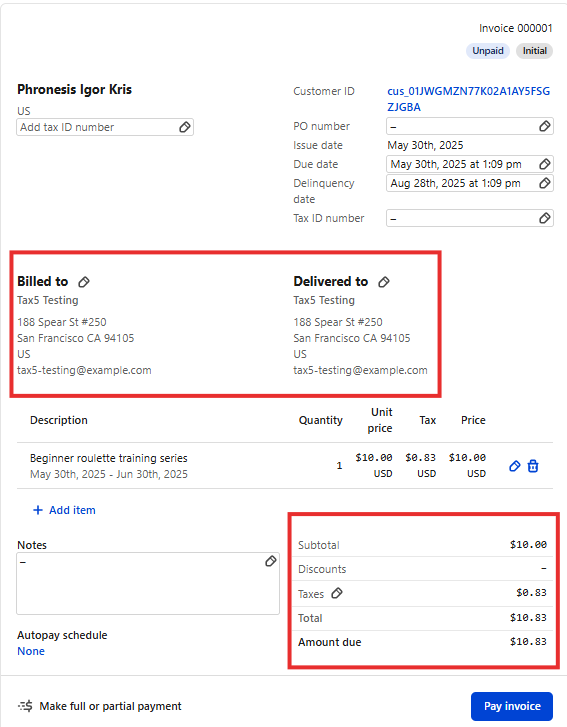 Invoice 000001
Unpaid Initial
Phronesis Igor Kris
US
Add tax ID number
Customer ID cus_01JWGMZN77K02A1AY5FSG
ZJGBA
PO number –
Issue date May 30th, 2025
Due date May 30th, 2025 at 1:09 pm
Delinquency
date Aug 28th, 2025 at 1:09 pm
Tax ID number –
Billed to
Tax5 Testing
188 Spear St #250
San Francisco CA 94105
US
tax5-testing@example.com
Delivered to
Tax5 Testing
188 Spear St #250
San Francisco CA 94105
US
tax5-testing@example.com
Description Quantity Unit price Tax Price
Beginner roulette training series 1 $10.00 USD $0.83 USD $10.00 USD
May 30th, 2025 - Jun 30th, 2025
+ Add item
Notes
–
Autopay schedule
None
Subtotal $10.00
Discounts –
Taxes $0.83
Total $10.83
Amount due $10.83
Make full or partial payment
Pay invoice